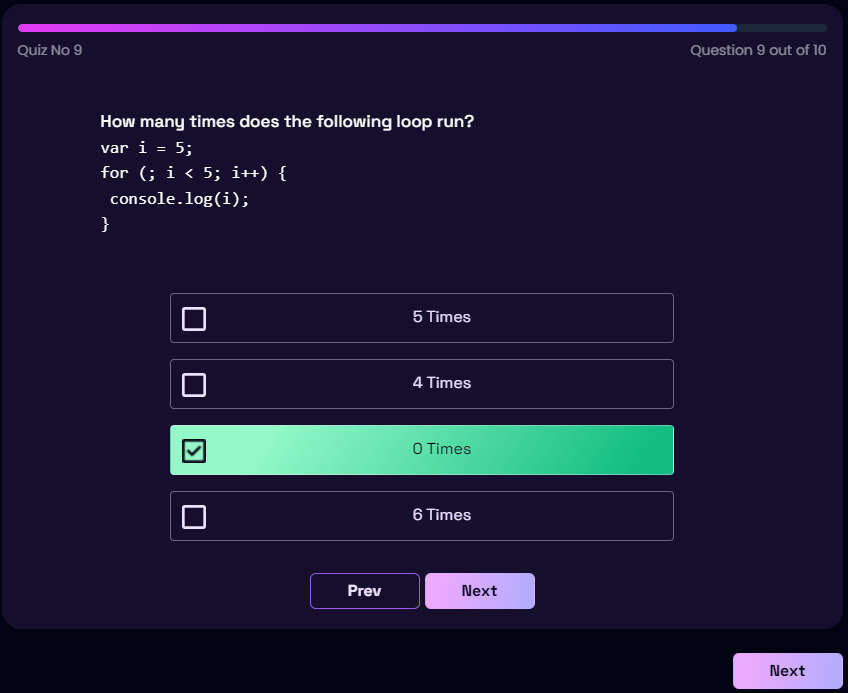 Quiz No 9
Question 9 out of 10
How many times does the following loop run?
var i = 5;
for (; i < 5; i++) {
 console.log(i);
}
5 Times
4 Times
0 Times
6 Times
Prev
Next
Next